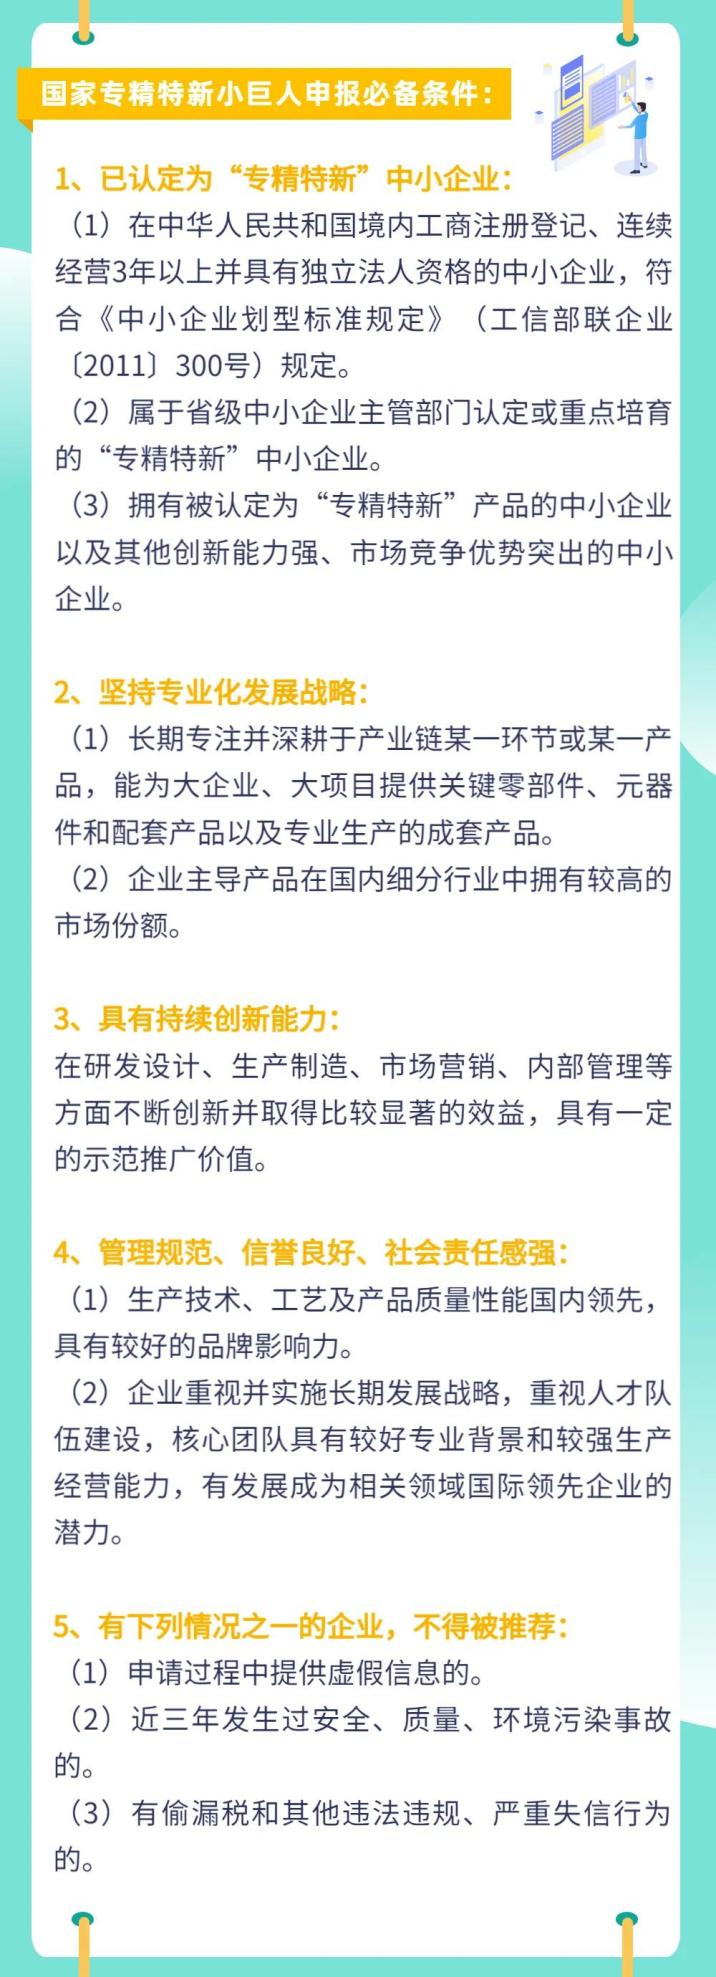 国家专精特新小巨人申报必备条件：
1、已认定为“专精特新”中小企业：
（1）在中华人民共和国境内工商注册登记、连续
经营3年以上并具有独立法人资格的中小企业，符
合《中小企业划型标准规定》（工信部联企业
〔2011〕300号）规定。
（2）属于省级中小企业主管部门认定或重点培育
的“专精特新”中小企业。
（3）拥有被认定为“专精特新”产品的中小企业
以及其他创新能力强、市场竞争优势突出的中小
企业。
2、坚持专业化发展战略：
（1）长期专注并深耕于产业链某一环节或某一产
品，能为大企业、大项目提供关键零部件、元器
件和配套产品以及专业生产的成套产品。
（2）企业主导产品在国内细分行业中拥有较高的
市场份额。
3、具有持续创新能力：
在研发设计、生产制造、市场营销、内部管理等
方面不断创新并取得比较显著的效益，具有一定
的示范推广价值。
4、管理规范、信誉良好、社会责任感强：
（1）生产技术、工艺及产品质量性能国内领先，
具有较好的品牌影响力。
（2）企业重视并实施长期发展战略，重视人才队
伍建设，核心团队具有较好专业背景和较强生产
经营能力，有发展成为相关领域国际领先企业的
潜力。
5、有下列情况之一的企业，不得被推荐：
（1）申请过程中提供虚假信息的。
（2）近三年发生过安全、质量、环境污染事故
的。
（3）有偷漏税和其他违法违规、严重失信行为
的。